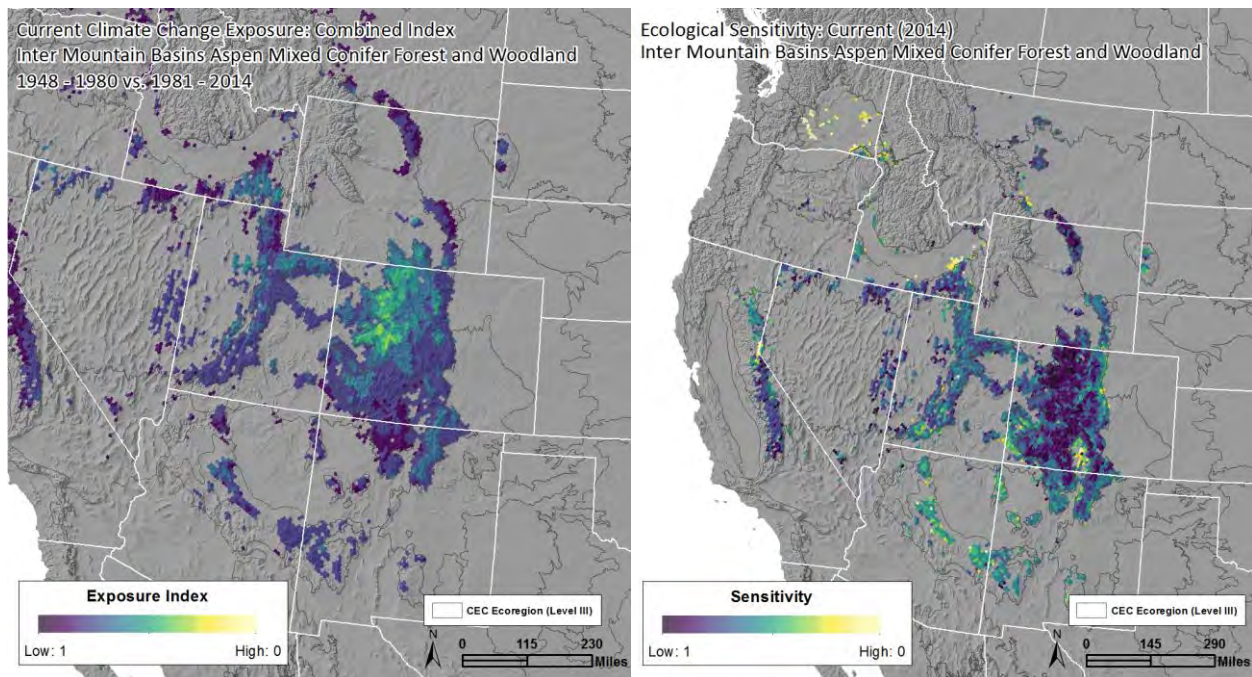 Current Climate Change Exposure: Combined Index
Inter Mountain Basins Aspen Mixed Conifer Forest and Woodland
1948 - 1980 vs. 1981 - 2014
Exposure Index
Low: 1
High: 0
CEC Ecoregion (Level III)
N
0 115 230
Miles
Ecological Sensitivity: Current (2014)
Inter Mountain Basins Aspen Mixed Conifer Forest and Woodland
Sensitivity
Low: 1
High: 0
CEC Ecoregion (Level III)
N
0 145 290
Miles